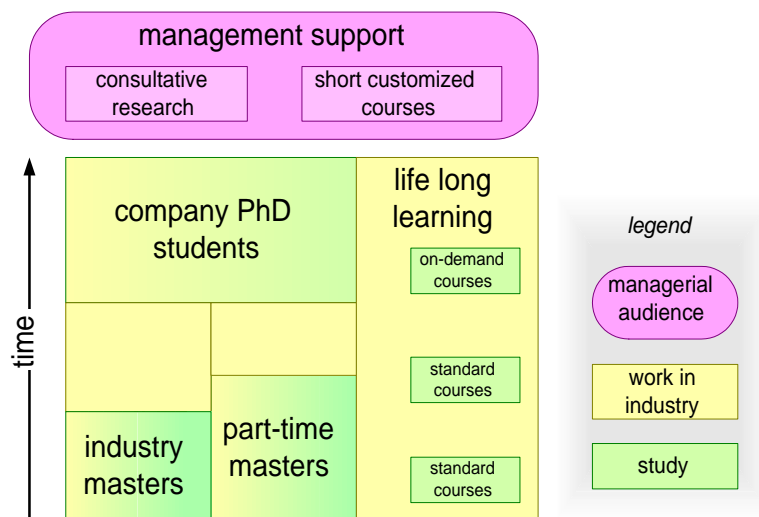 management support
consultative
research
short customized
courses
time
company PhD
students
life long
learning
on-demand
courses
standard
courses
industry
masters
part-time
masters
standard
courses
legend
managerial
audience
work in
industry
study